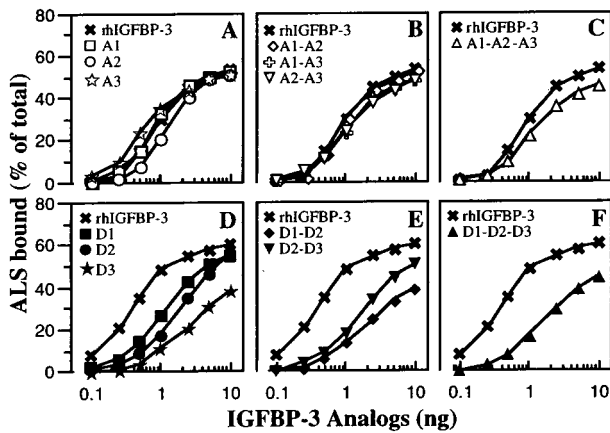 A
rhIGFBP-3
A1
A2
A3
B
rhIGFBP-3
A1-A2
A1-A3
A2-A3
C
rhIGFBP-3
A1-A2-A3
80
60
40
20
0
D
rhIGFBP-3
D1
D2
D3
E
rhIGFBP-3
D1-D2
D2-D3
F
rhIGFBP-3
D1-D2-D3
80
60
40
20
0
ALS bound (% of total)
0.1 1 10
0.1 1 10
0.1 1 10
IGFBP-3 Analogs (ng)